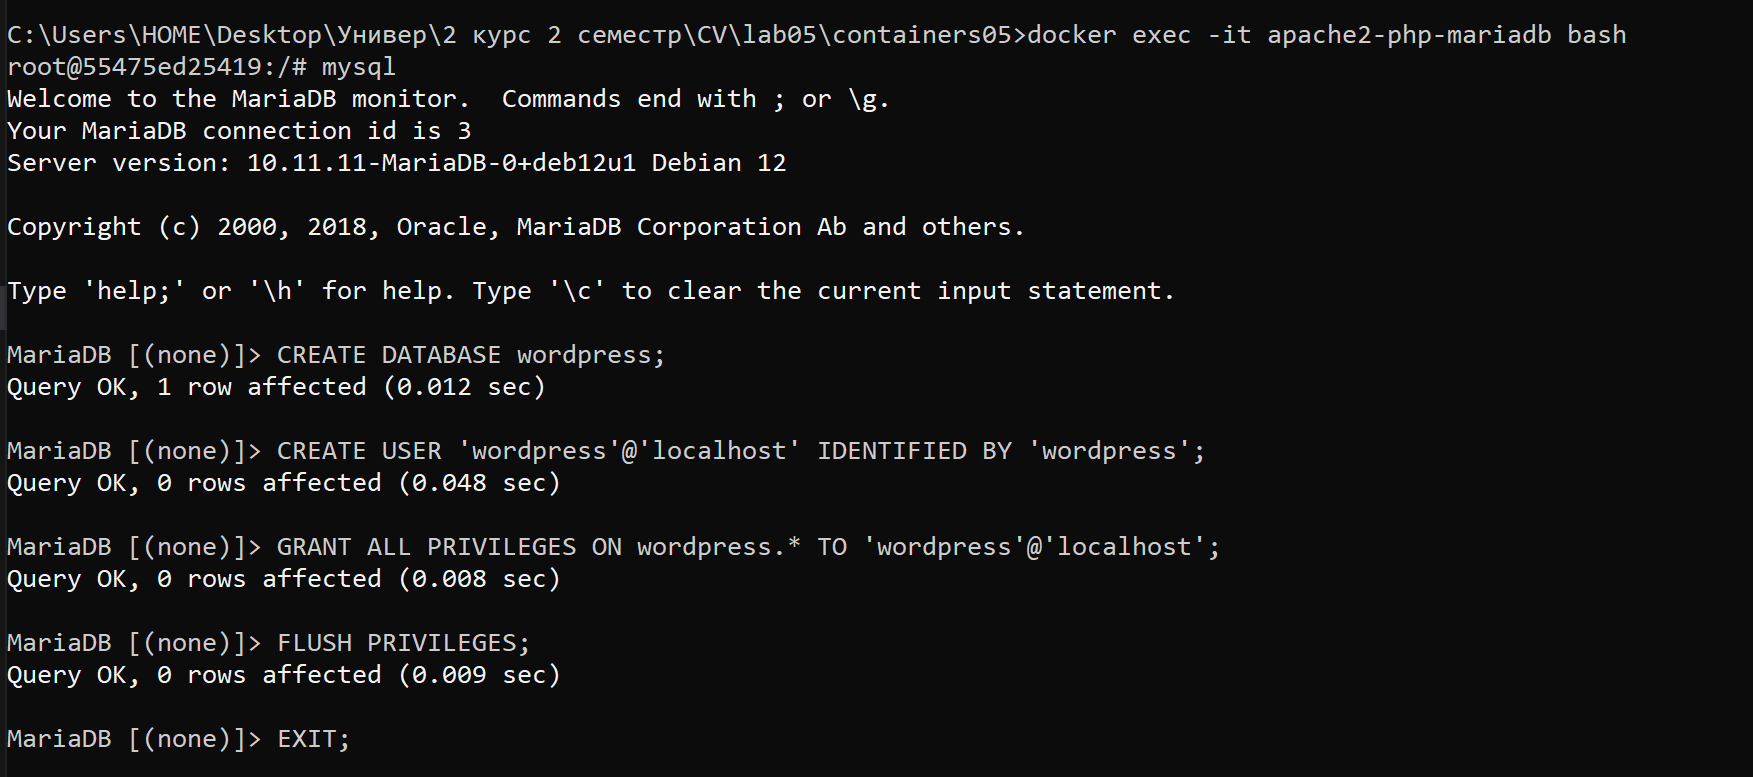 C:\Users\HOME\Desktop\Универ\2 курс 2 семестр\CV\lab05\containers05>docker exec -it apache2-php-mariadb bash
root@55475ed25419:/# mysql
Welcome to the MariaDB monitor.  Commands end with ; or \g.
Your MariaDB connection id is 3
Server version: 10.11.11-MariaDB-0+deb12u1 Debian 12
Copyright (c) 2000, 2018, Oracle, MariaDB Corporation Ab and others.
Type 'help;' or '\h' for help. Type '\c' to clear the current input statement.
MariaDB [(none)]> CREATE DATABASE wordpress;
Query OK, 1 row affected (0.012 sec)
MariaDB [(none)]> CREATE USER 'wordpress'@'localhost' IDENTIFIED BY 'wordpress';
Query OK, 0 rows affected (0.048 sec)
MariaDB [(none)]> GRANT ALL PRIVILEGES ON wordpress.* TO 'wordpress'@'localhost';
Query OK, 0 rows affected (0.008 sec)
MariaDB [(none)]> FLUSH PRIVILEGES;
Query OK, 0 rows affected (0.009 sec)
MariaDB [(none)]> EXIT;